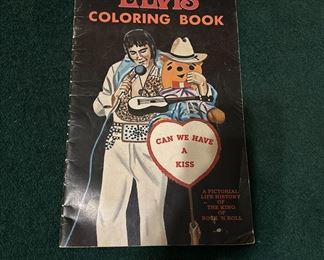 ELVIS
COLORING BOOK
CAN WE HAVE
A
KISS
A PICTORIAL
LIFE HISTORY
OF
THE KING
OF
ROCK 'N ROLL